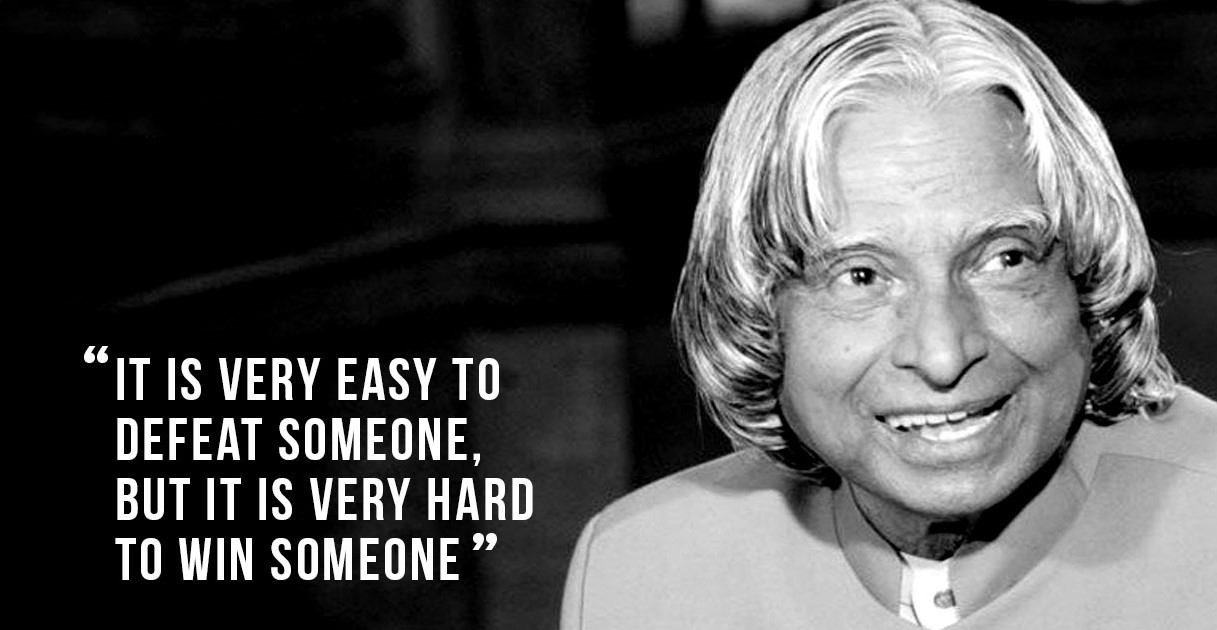 “IT IS VERY EASY TO
DEFEAT SOMEONE,
BUT IT IS VERY HARD
TO WIN SOMEONE”